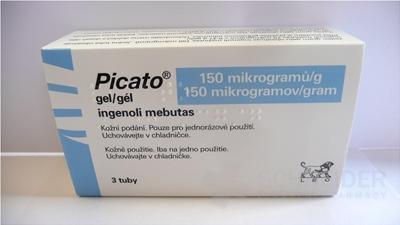 Picato®
gel/gél
ingenoli mebutas
150 mikrogramů/g
150 mikrogramov/gram
Kožní podání. Pouze pro jednorázové použití.
Uchovávejte v chladničce.
Kožné použitie. Iba na jedno použitie.
Uchovávajte v chladničke.
3 tuby
LEO